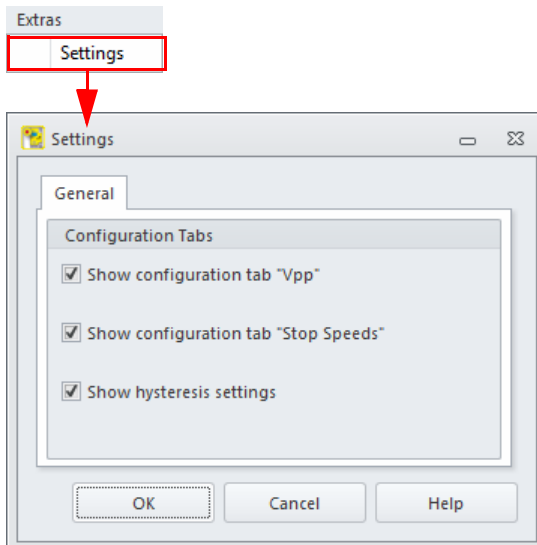 Extras
Settings
Settings
General
Configuration Tabs
Show configuration tab "Vpp"
Show configuration tab "Stop Speeds"
Show hysteresis settings
OK Cancel Help